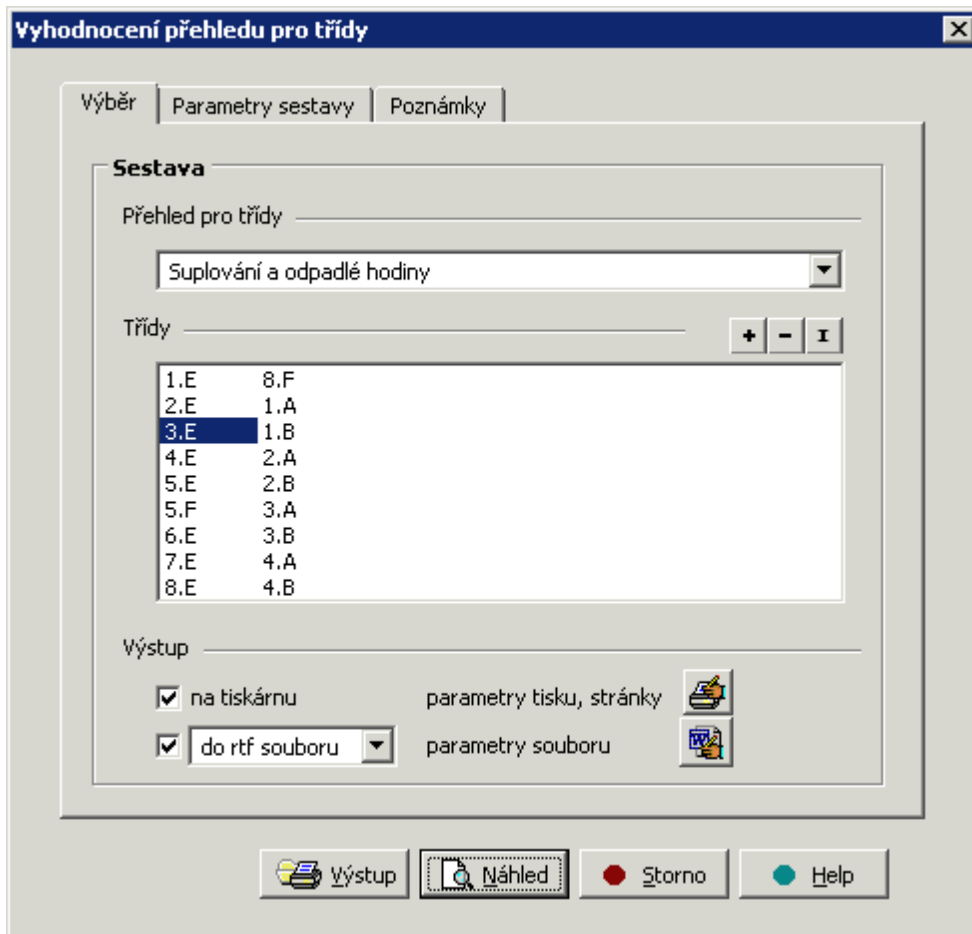 Vyhodnocení přehledu pro třídy
Výběr Parametry sestavy Poznámky
Sestava
Přehled pro třídy
Suplování a odpadlé hodiny
Třídy + - I
1.E 8.F
2.E 1.A
3.E 1.B
4.E 2.A
5.E 2.B
5.F 3.A
6.E 3.B
7.E 4.A
8.E 4.B
Výstup
na tiskárnu parametry tisku, stránky
do rtf souboru parametry souboru
Výstup Náhled Storno Help